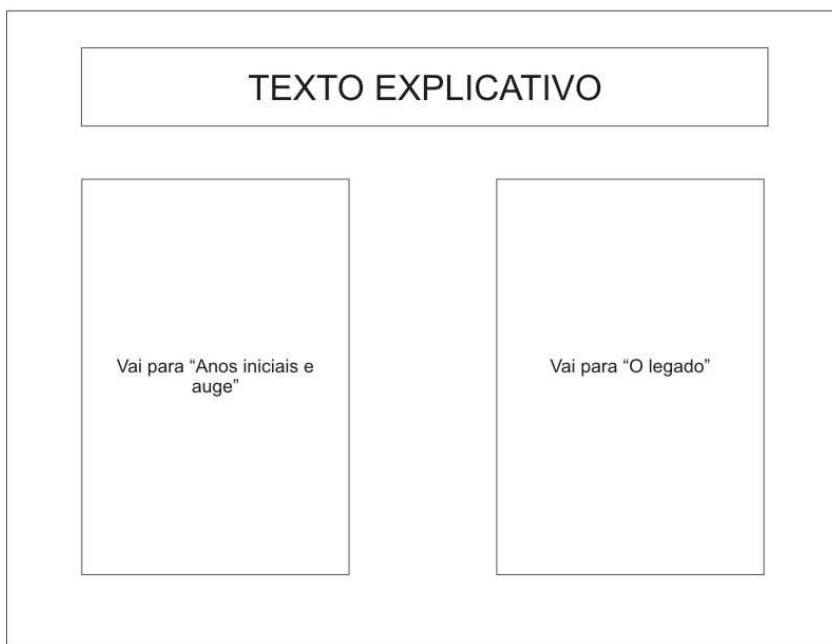 TEXTO EXPLICATIVO
Vai para “Anos iniciais e
auge”
Vai para “O legado”